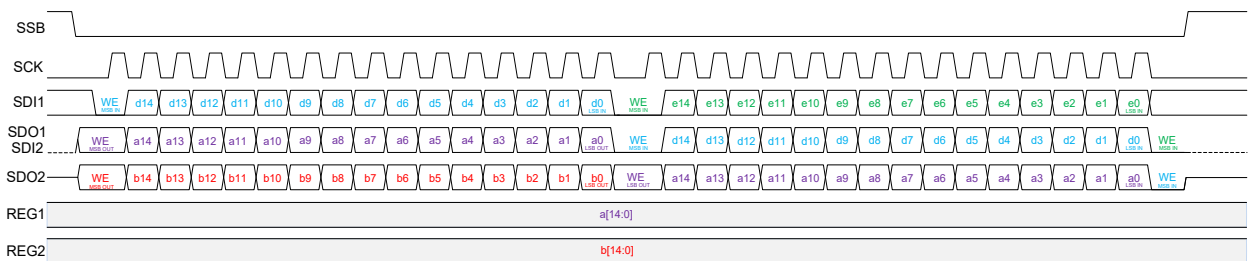 SSB
SCK
SDI1 WE MSB IN d14 d13 d12 d11 d10 d9 d8 d7 d6 d5 d4 d3 d2 d1 d0 LSB IN WE MSB IN e14 e13 e12 e11 e10 e9 e8 e7 e6 e5 e4 e3 e2 e1 e0 LSB IN
SDO1 SDI2 WE MSB OUT a14 a13 a12 a11 a10 a9 a8 a7 a6 a5 a4 a3 a2 a1 a0 LSB OUT WE MSB IN d14 d13 d12 d11 d10 d9 d8 d7 d6 d5 d4 d3 d2 d1 d0 LSB IN WE MSB IN
SDO2 WE MSB OUT b14 b13 b12 b11 b10 b9 b8 b7 b6 b5 b4 b3 b2 b1 b0 LSB OUT WE LSB OUT a14 a13 a12 a11 a10 a9 a8 a7 a6 a5 a4 a3 a2 a1 a0 LSB IN WE MSB IN
REG1 a[14:0]
REG2 b[14:0]